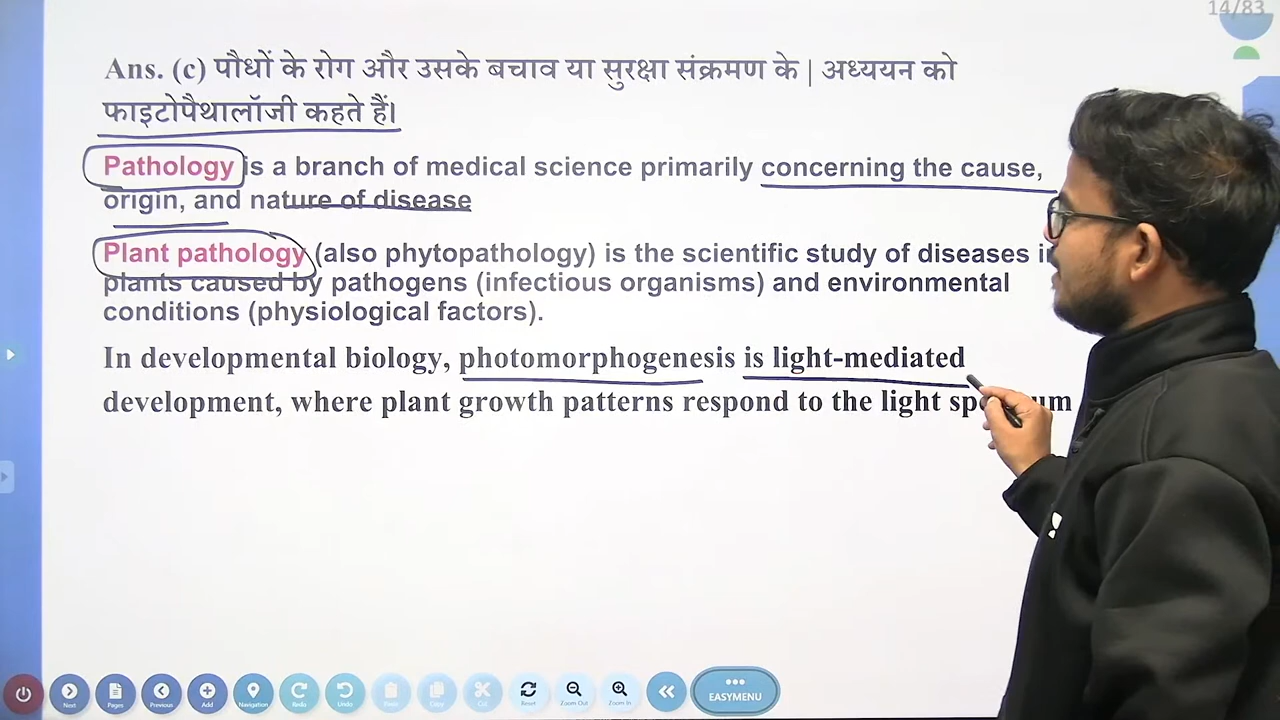 14/83
Ans. (c) पौधों के रोग और उसके बचाव या सुरक्षा संक्रमण के | अध्ययन को
फाइटोपैथालॉजी कहते हैं।
Pathology is a branch of medical science primarily concerning the cause,
origin, and nature of disease
Plant pathology (also phytopathology) is the scientific study of diseases in
plants caused by pathogens (infectious organisms) and environmental
conditions (physiological factors).
In developmental biology, photomorphogenesis is light-mediated
development, where plant growth patterns respond to the light spectrum
Next
Pages
Previous
Add
Navigation
Redo
Undo
Copy
Cut
Reset
Zoom Out
Zoom In
EASYMENU